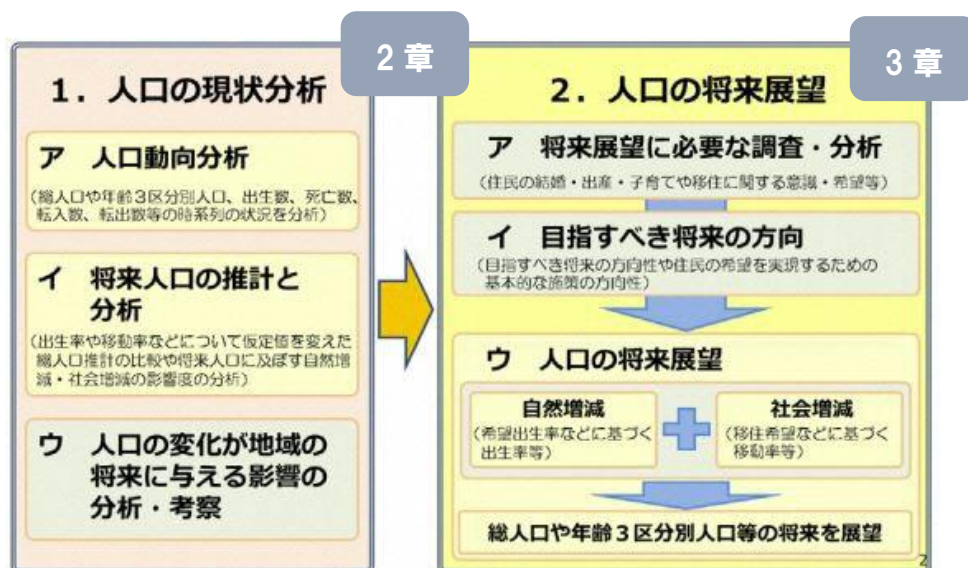 2章
1．人口の現状分析
ア　人口動向分析
（総人口や年齢３区分別人口、出生数、死亡数、
転入数、転出数等の時系列の状況を分析）
イ　将来人口の推計と
分析
（出生率や移動率などについて仮定値を変えた
総人口推計の比較や将来人口に及ぼす自然増
減・社会増減の影響度の分析）
ウ　人口の変化が地域の
将来に与える影響の
分析・考察
3章
2．人口の将来展望
ア　将来展望に必要な調査・分析
（住民の結婚・出産・子育てや移住に関する意識・希望等）
イ　目指すべき将来の方向
（目指すべき将来の方向性や住民の希望を実現するための
基本的な施策の方向性）
ウ　人口の将来展望
自然増減
（希望出生率などに基づく
出生率等）
社会増減
（移住希望などに基づく
移動率等）
総人口や年齢３区分別人口等の将来を展望
2